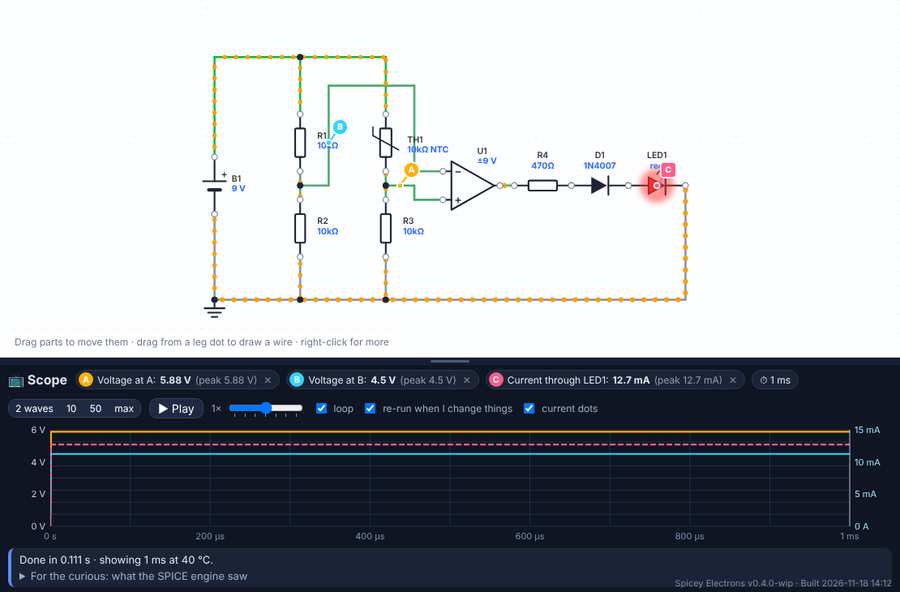 B
R1
10kΩ
TH1
10kΩ NTC
A
U1
±9 V
R4
470Ω
D1
1N4007
LED1
C
+
B1
9 V
−
+
R2
10kΩ
R3
10kΩ
Drag parts to move them · drag from a leg dot to draw a wire · right-click for more
Scope A Voltage at A: 5.88 V (peak 5.88 V) × B Voltage at B: 4.5 V (peak 4.5 V) × C Current through LED1: 12.7 mA (peak 12.7 mA) × 1 ms
2 waves 10 50 max Play 1× loop re-run when I change things current dots
6 V
4 V
2 V
0 V
15 mA
10 mA
5 mA
0 A
0 s 200 µs 400 µs 600 µs 800 µs 1 ms
Done in 0.111 s · showing 1 ms at 40 °C.
For the curious: what the SPICE engine saw
Spicey Electrons v0.4.0-wip · Built 2026-11-18 14:12